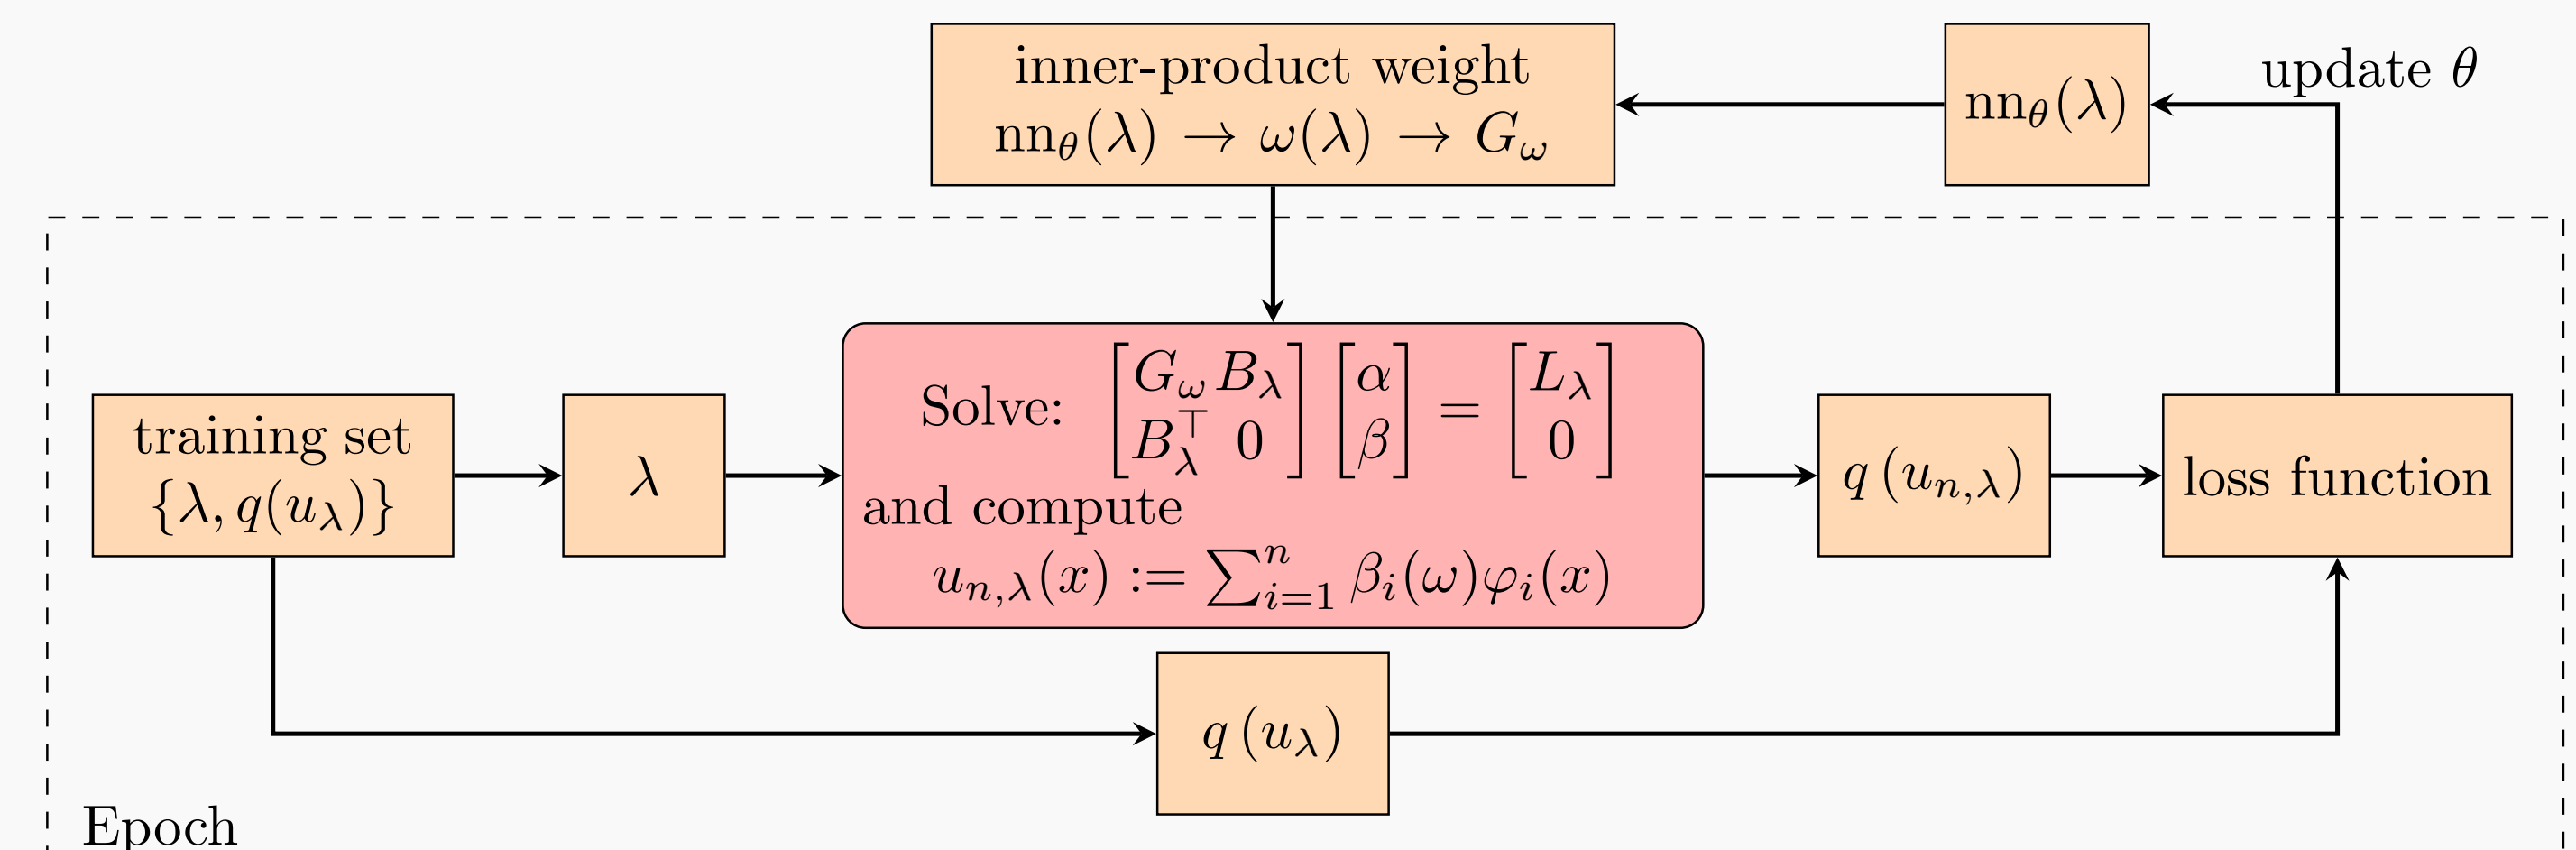 inner-product weight
nn_θ(λ) → ω(λ) → G_ω
nn_θ(λ)
update θ
training set
{λ, q(u_λ)}
λ
Solve: [G_ω B_λ; B_λ^⊤ 0] [α; β] = [L_λ; 0]
and compute
u_{n,λ}(x) := ∑_{i=1}^{n} β_i(ω)φ_i(x)
q (u_{n,λ})
loss function
q (u_λ)
Epoch